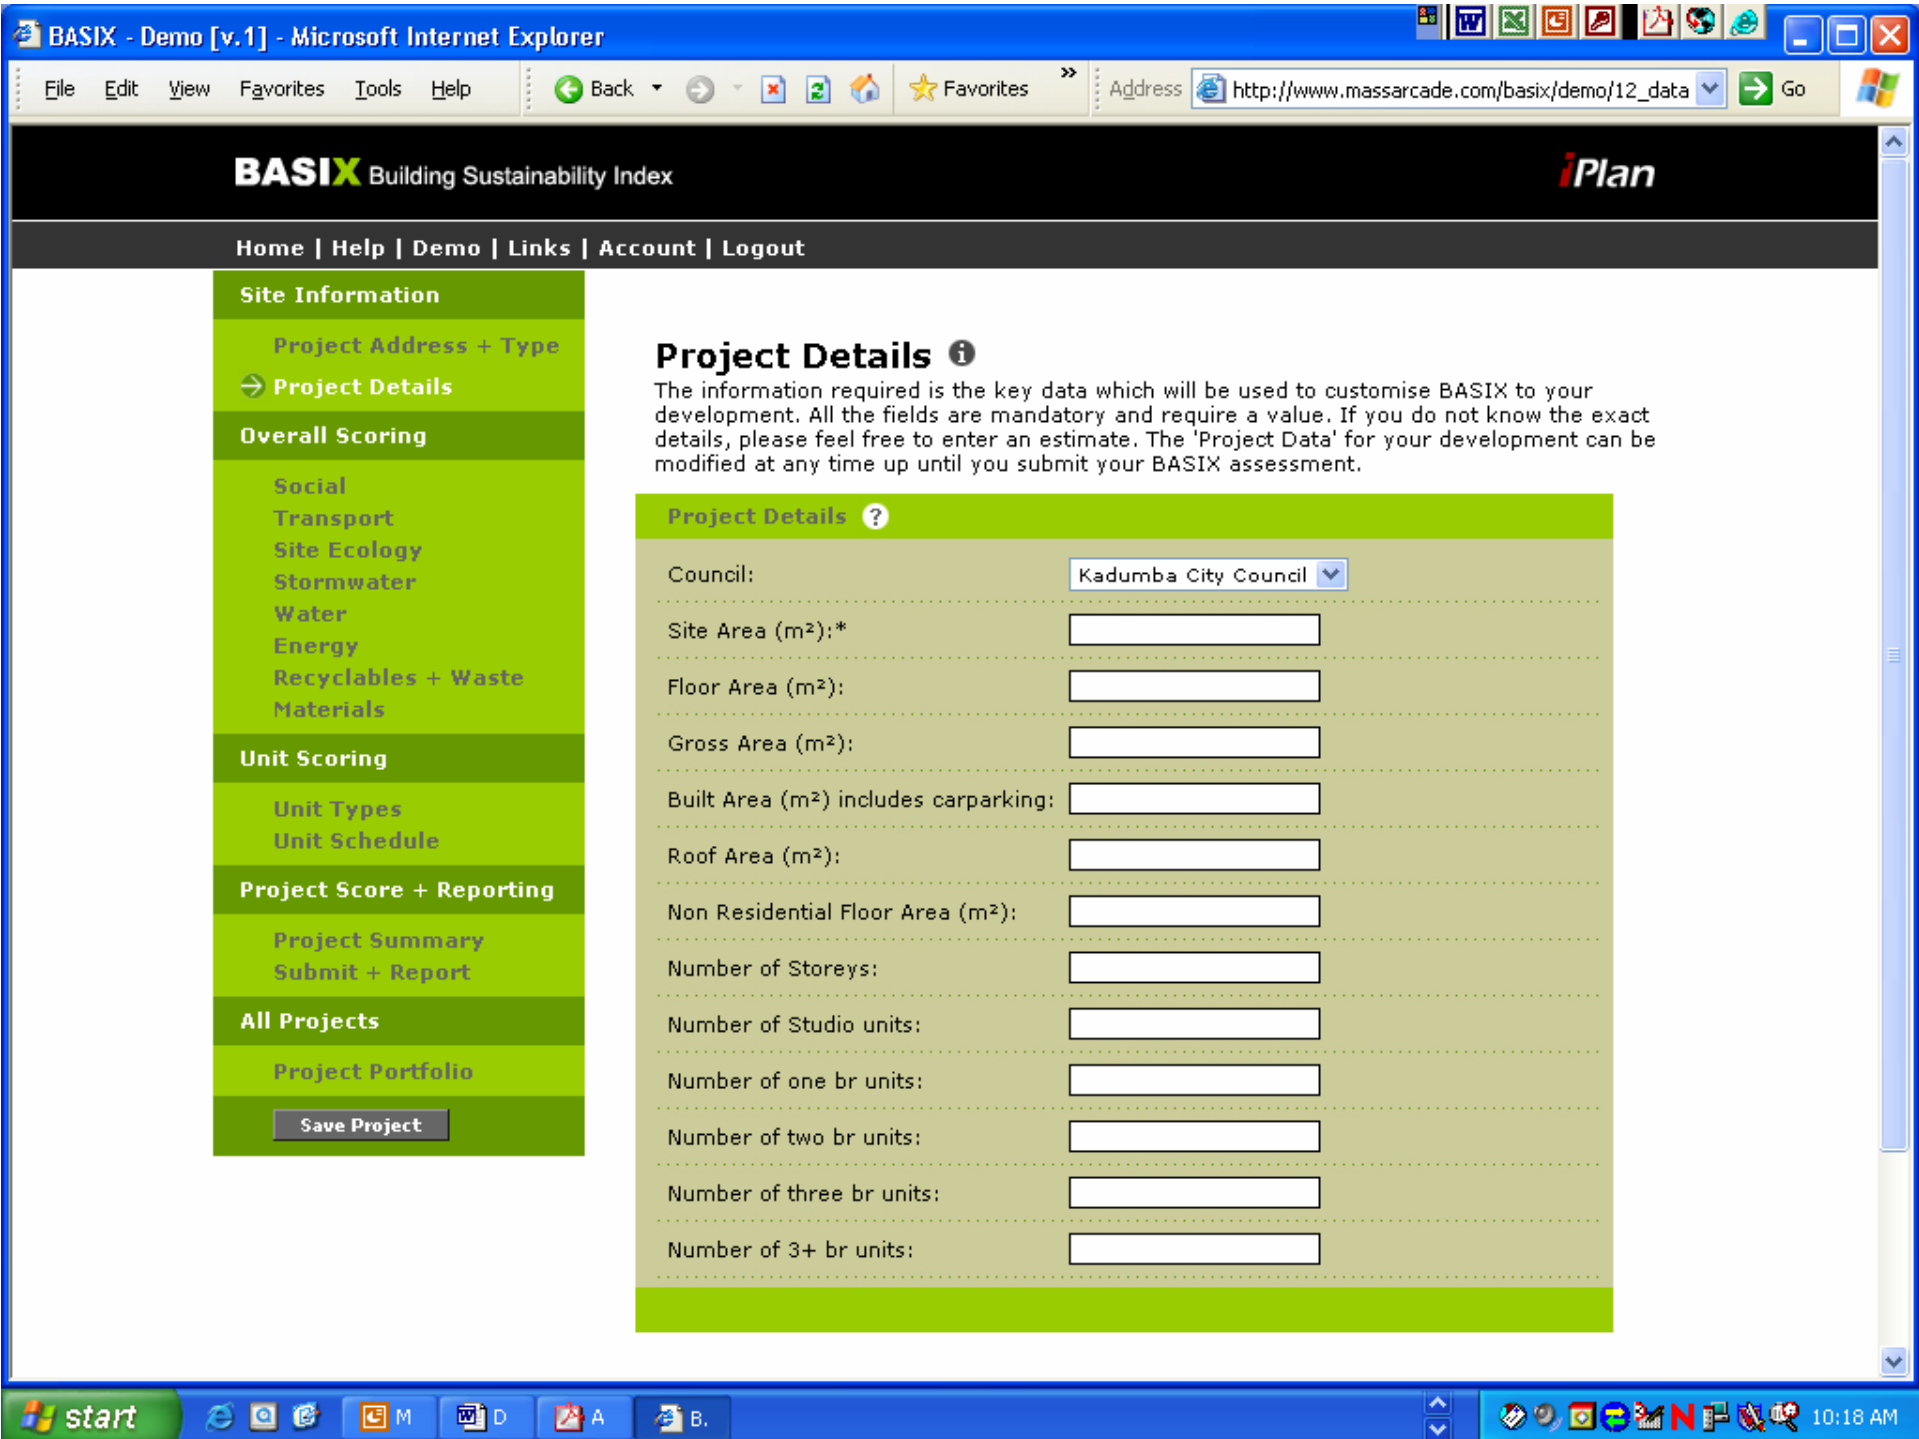 BASIX - Demo [v.1] - Microsoft Internet Explorer
File Edit View Favorites Tools Help Back Favorites » Address http://www.massarcade.com/basix/demo/12_data Go
BASIX Building Sustainability Index
iPlan
Home | Help | Demo | Links | Account | Logout
Site Information
Project Address + Type
Project Details
Overall Scoring
Social
Transport
Site Ecology
Stormwater
Water
Energy
Recyclables + Waste
Materials
Unit Scoring
Unit Types
Unit Schedule
Project Score + Reporting
Project Summary
Submit + Report
All Projects
Project Portfolio
Save Project
Project Details
The information required is the key data which will be used to customise BASIX to your
development. All the fields are mandatory and require a value. If you do not know the exact
details, please feel free to enter an estimate. The 'Project Data' for your development can be
modified at any time up until you submit your BASIX assessment.
Project Details ?
Council: Kadumba City Council
Site Area (m²):*
Floor Area (m²):
Gross Area (m²):
Built Area (m²) includes carparking:
Roof Area (m²):
Non Residential Floor Area (m²):
Number of Storeys:
Number of Studio units:
Number of one br units:
Number of two br units:
Number of three br units:
Number of 3+ br units:
start M D A B. 10:18 AM